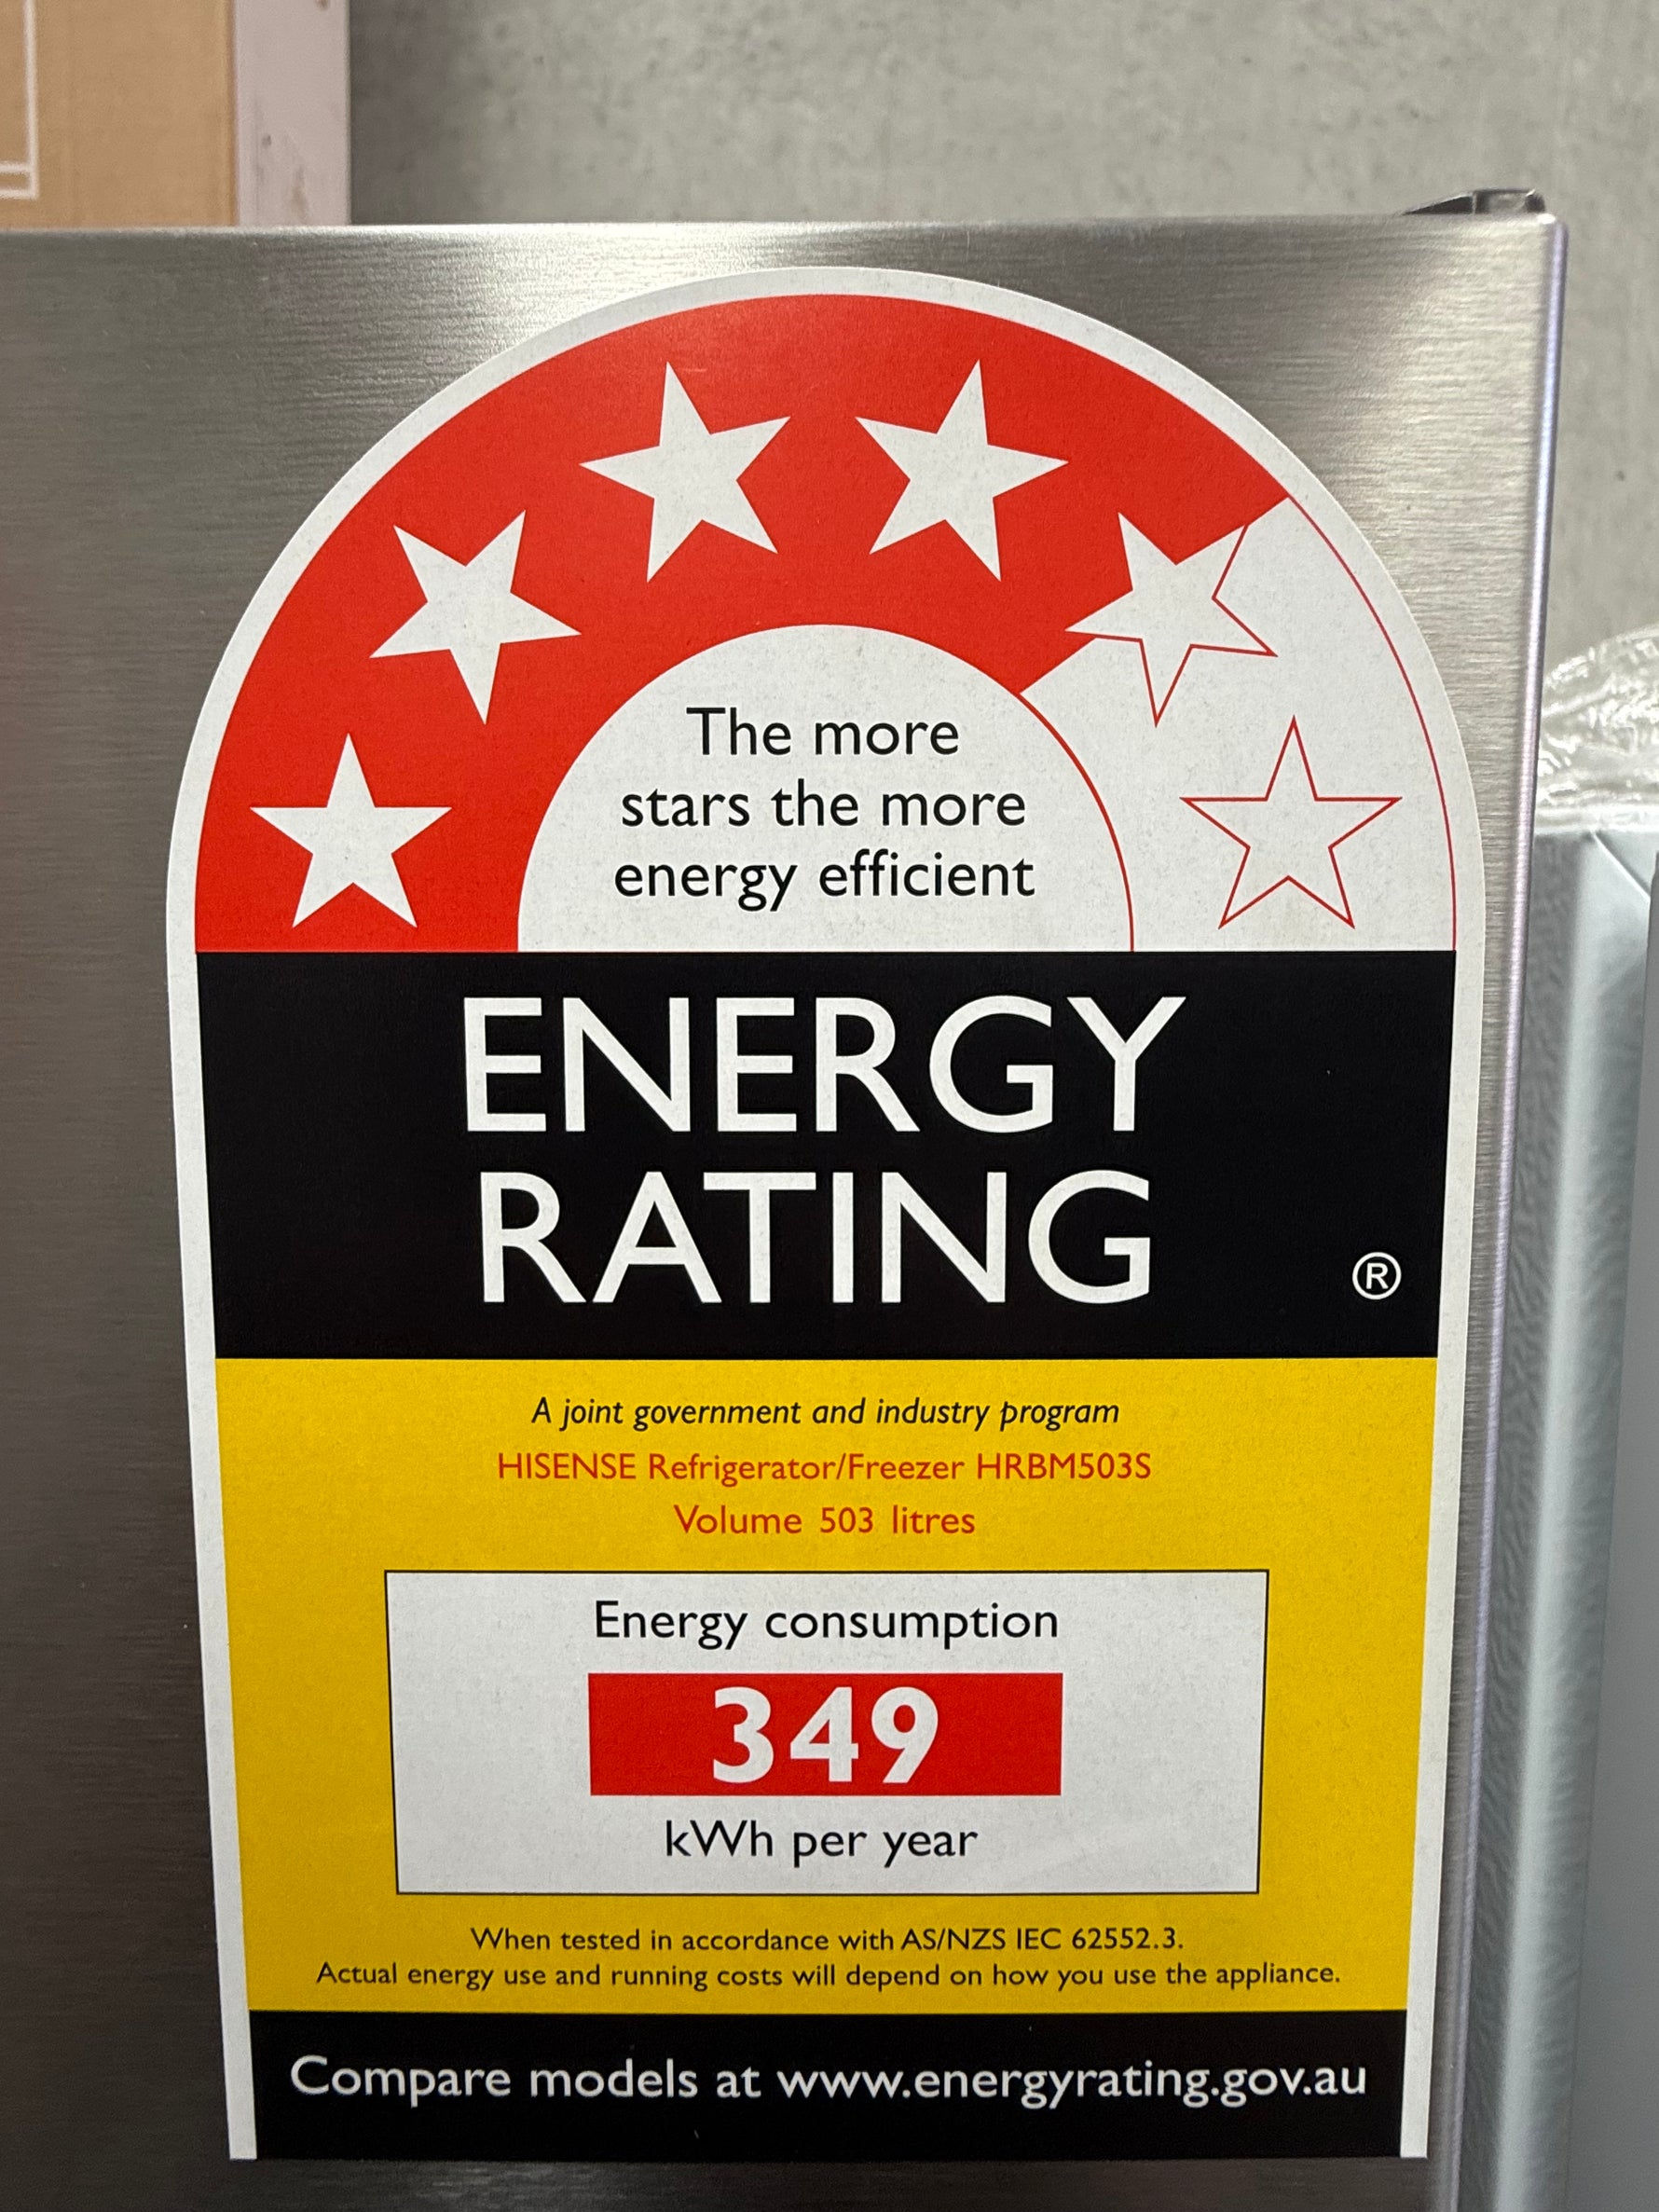 The more
stars the more
energy efficient
ENERGY
RATING
®
A joint government and industry program
HISENSE Refrigerator/Freezer HRBM503S
Volume 503 litres
Energy consumption
349
kWh per year
When tested in accordance with AS/NZS IEC 62552.3.
Actual energy use and running costs will depend on how you use the appliance.
Compare models at www.energyrating.gov.au